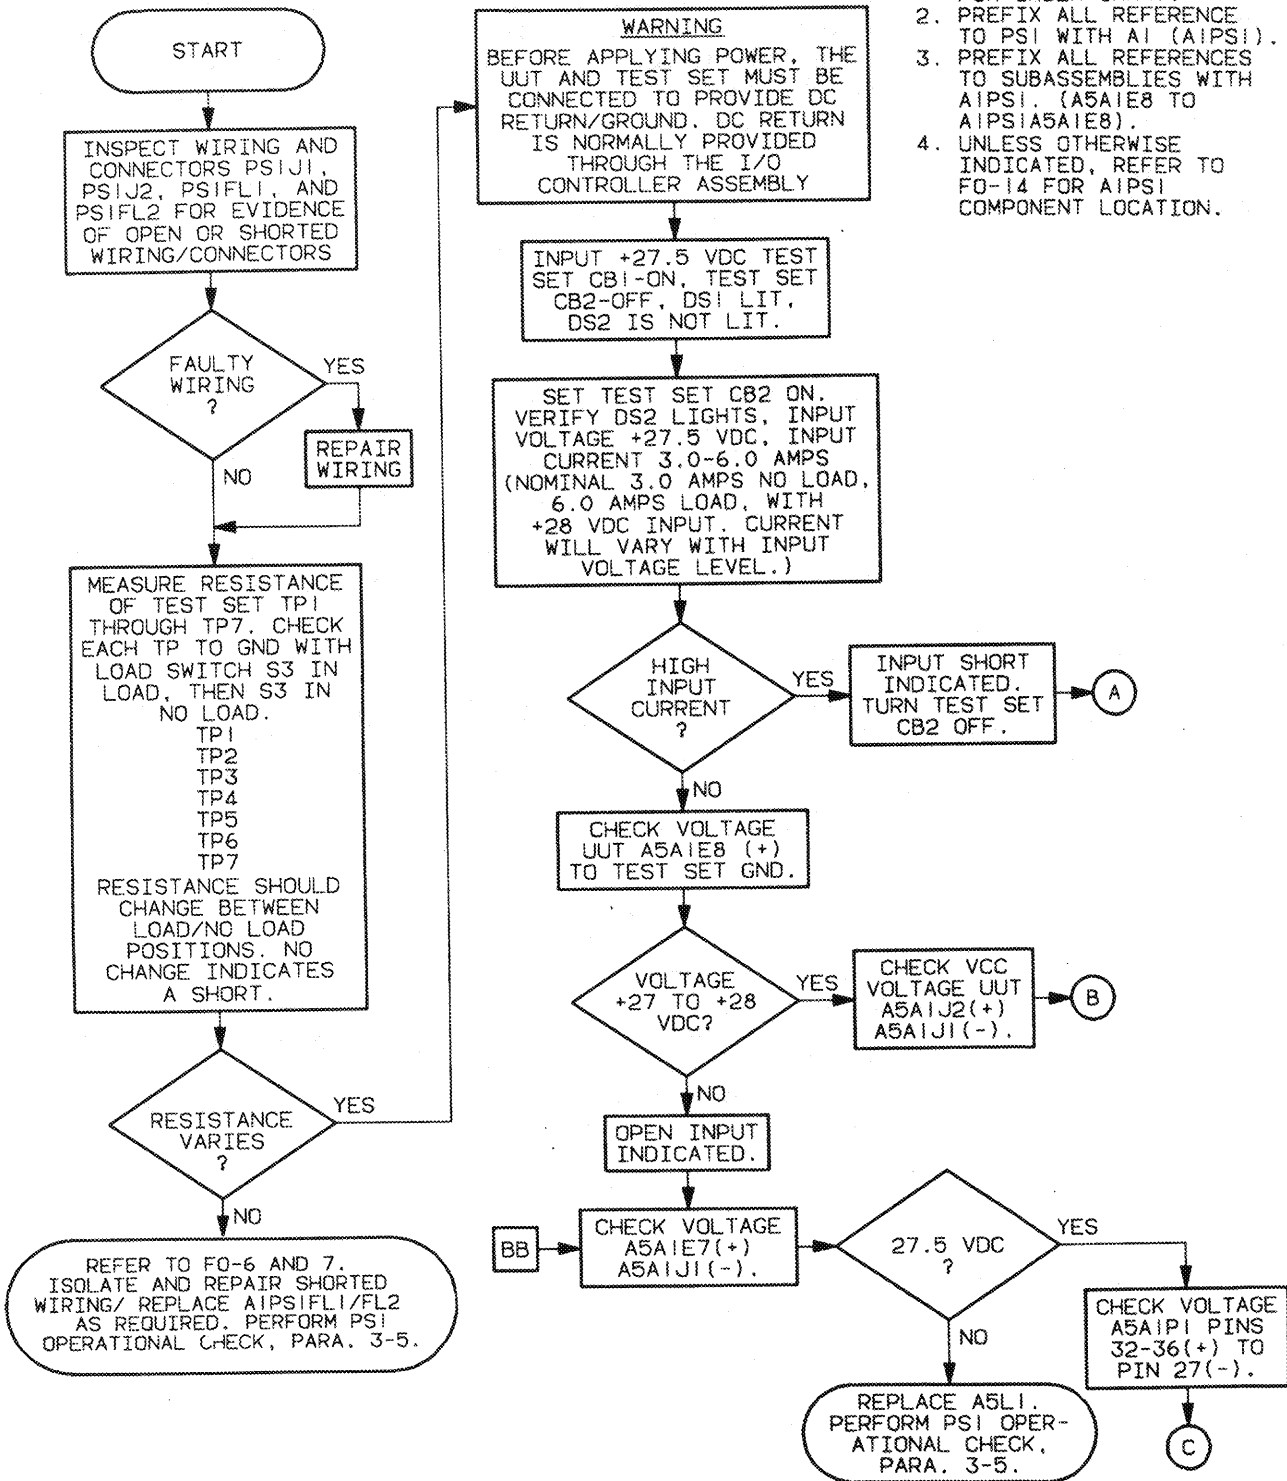 START
INSPECT WIRING AND
CONNECTORS PS1J1,
PS1J2, PS1FL1, AND
PS1FL2 FOR EVIDENCE
OF OPEN OR SHORTED
WIRING/CONNECTORS
FAULTY
WIRING
?
YES
REPAIR
WIRING
NO
MEASURE RESISTANCE
OF TEST SET TP1
THROUGH TP7. CHECK
EACH TP TO GND WITH
LOAD SWITCH S3 IN
LOAD, THEN S3 IN
NO LOAD.
TP1
TP2
TP3
TP4
TP5
TP6
TP7
RESISTANCE SHOULD
CHANGE BETWEEN
LOAD/NO LOAD
POSITIONS. NO
CHANGE INDICATES
A SHORT.
RESISTANCE
VARIES
?
YES
NO
REFER TO FO-6 AND 7.
ISOLATE AND REPAIR SHORTED
WIRING/ REPLACE A1PS1FL1/FL2
AS REQUIRED. PERFORM PS1
OPERATIONAL CHECK, PARA. 3-5.
WARNING
BEFORE APPLYING POWER, THE
UUT AND TEST SET MUST BE
CONNECTED TO PROVIDE DC
RETURN/GROUND. DC RETURN
IS NORMALLY PROVIDED
THROUGH THE I/O
CONTROLLER ASSEMBLY
INPUT +27.5 VDC TEST
SET CB1-ON, TEST SET
CB2-OFF, DS1 LIT,
DS2 IS NOT LIT.
SET TEST SET CB2 ON.
VERIFY DS2 LIGHTS, INPUT
VOLTAGE +27.5 VDC, INPUT
CURRENT 3.0-6.0 AMPS
(NOMINAL 3.0 AMPS NO LOAD,
6.0 AMPS LOAD, WITH
+28 VDC INPUT. CURRENT
WILL VARY WITH INPUT
VOLTAGE LEVEL.)
HIGH
INPUT
CURRENT
?
YES
INPUT SHORT
INDICATED.
TURN TEST SET
CB2 OFF.
A
NO
CHECK VOLTAGE
UUT A5A1E8 (+)
TO TEST SET GND.
VOLTAGE
+27 TO +28
VDC?
YES
CHECK VCC
VOLTAGE UUT
A5A1J2(+)
A5A1J1(-).
B
NO
OPEN INPUT
INDICATED.
BB
CHECK VOLTAGE
A5A1E7(+)
A5A1J1(-).
27.5 VDC
?
YES
CHECK VOLTAGE
A5A1P1 PINS
32-36(+) TO
PIN 27(-).
C
NO
REPLACE A5L1.
PERFORM PS1 OPER-
ATIONAL CHECK,
PARA. 3-5.
2. PREFIX ALL REFERENCE
TO PS1 WITH A1 (A1PS1).
3. PREFIX ALL REFERENCES
TO SUBASSEMBLIES WITH
A1PS1. (A5A1E8 TO
A1PS1A5A1E8).
4. UNLESS OTHERWISE
INDICATED, REFER TO
FO-14 FOR A1PS1
COMPONENT LOCATION.